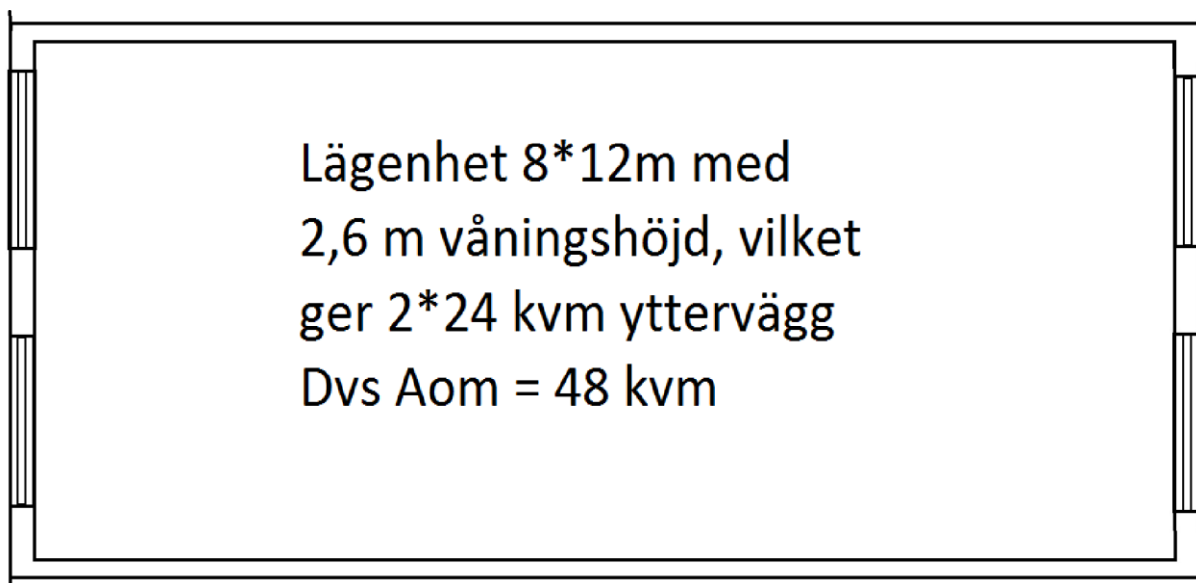 Lägenhet 8*12m med
2,6 m våningshöjd, vilket
ger 2*24 kvm yttervägg
Dvs Aom = 48 kvm